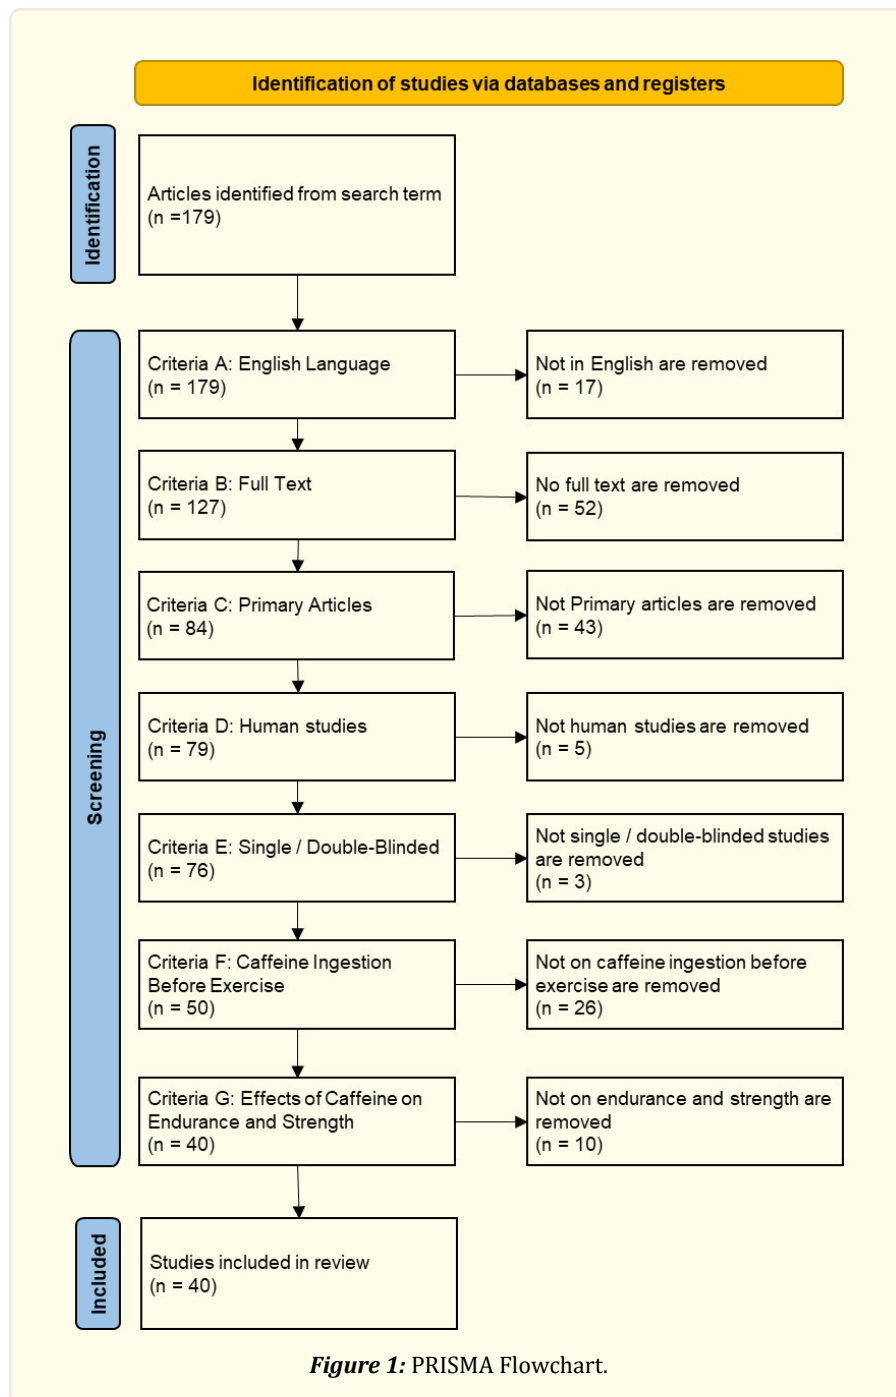 Identification of studies via databases and registers
Identification
Articles identified from search term
(n =179)
Screening
Criteria A: English Language
(n = 179)
Not in English are removed
(n = 17)
Criteria B: Full Text
(n = 127)
No full text are removed
(n = 52)
Criteria C: Primary Articles
(n = 84)
Not Primary articles are removed
(n = 43)
Criteria D: Human studies
(n = 79)
Not human studies are removed
(n = 5)
Criteria E: Single / Double-Blinded
(n = 76)
Not single / double-blinded studies
are removed
(n = 3)
Criteria F: Caffeine Ingestion
Before Exercise
(n = 50)
Not on caffeine ingestion before
exercise are removed
(n = 26)
Criteria G: Effects of Caffeine on
Endurance and Strength
(n = 40)
Not on endurance and strength are
removed
(n = 10)
Included
Studies included in review
(n = 40)
Figure 1: PRISMA Flowchart.